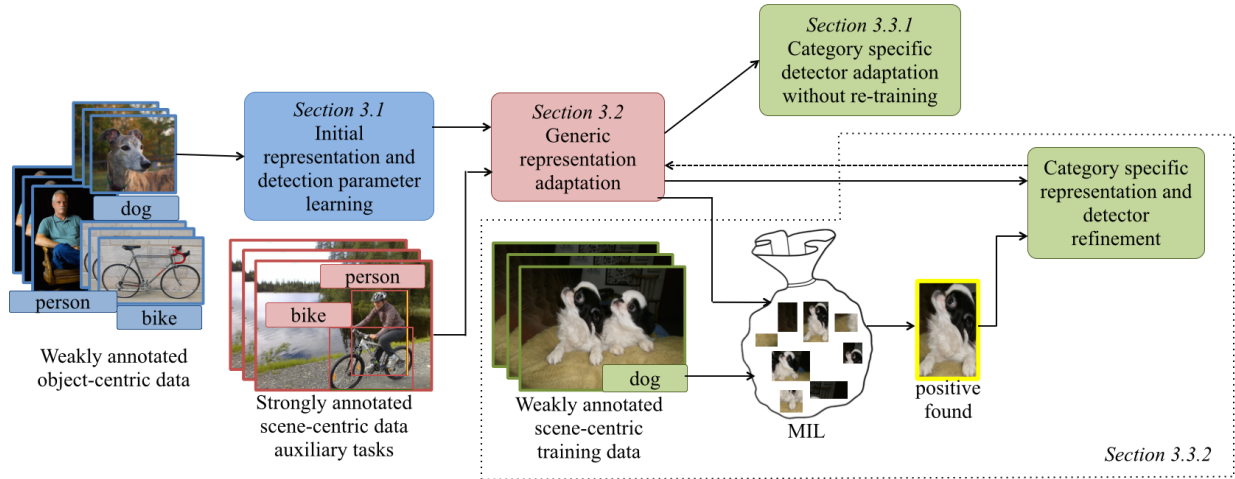 Section 3.3.1
Category specific
detector adaptation
without re-training
Section 3.1
Initial
representation and
detection parameter
learning
Section 3.2
Generic
representation
adaptation
Category specific
representation and
detector
refinement
dog
person
bike
Weakly annotated
object-centric data
person
bike
Strongly annotated
scene-centric data
auxiliary tasks
dog
Weakly annotated
scene-centric
training data
MIL
positive
found
Section 3.3.2